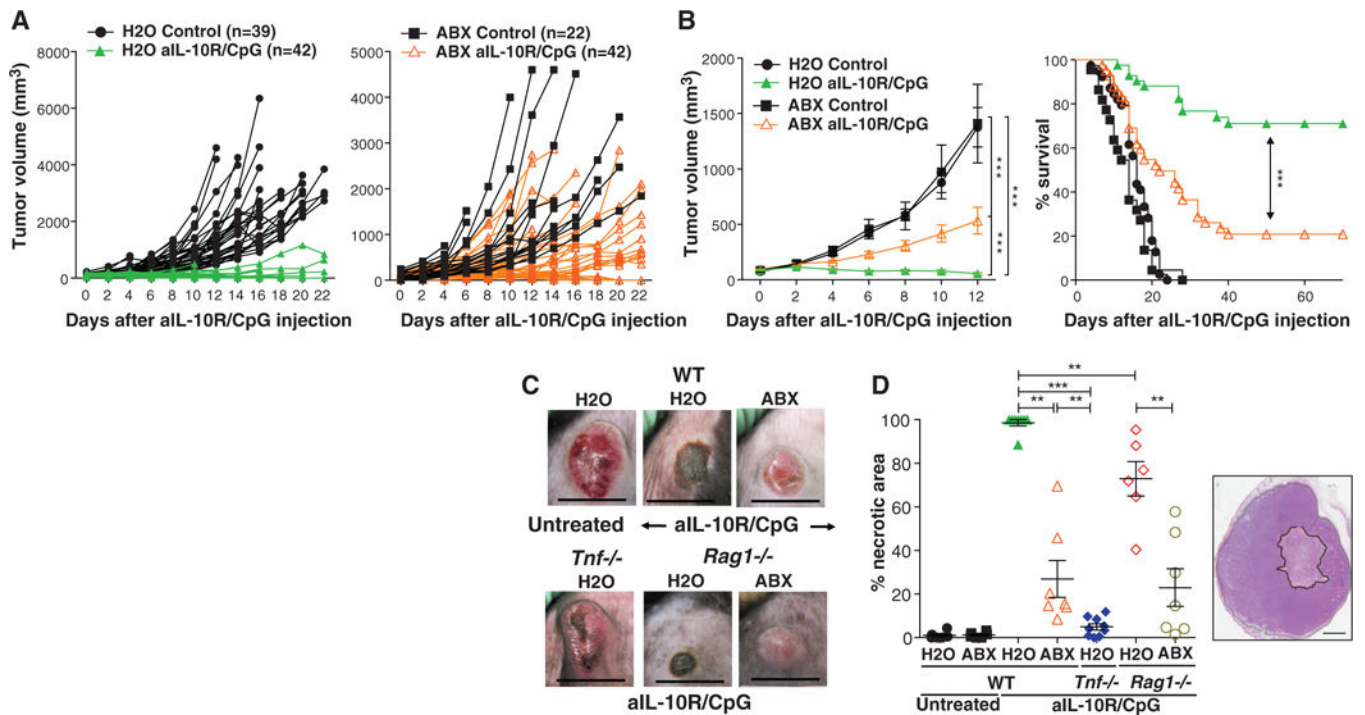 A
H2O Control (n=39)
H2O aIL-10R/CpG (n=42)
Tumor volume (mm3)
8000
6000
4000
2000
0
0 2 4 6 8 10 12 14 16 18 20 22
Days after aIL-10R/CpG injection
ABX Control (n=22)
ABX aIL-10R/CpG (n=42)
5000
4000
3000
2000
1000
0
0 2 4 6 8 10 12 14 16 18 20 22
Days after aIL-10R/CpG injection
B
H2O Control
H2O aIL-10R/CpG
ABX Control
ABX aIL-10R/CpG
Tumor volume (mm3)
2000
1500
1000
500
0
0 2 4 6 8 10 12
***
***
***
Days after aIL-10R/CpG injection
% survival
100
80
60
40
20
0
0 20 40 60
***
Days after aIL-10R/CpG injection
C
WT
H2O H2O ABX
Untreated aIL-10R/CpG
Tnf-/- Rag1-/-
H2O H2O ABX
aIL-10R/CpG
D
**
***
** ** **
% necrotic area
100
80
60
40
20
0
H2O ABX H2O ABX H2O H2O ABX
WT Tnf-/- Rag1-/-
Untreated aIL-10R/CpG